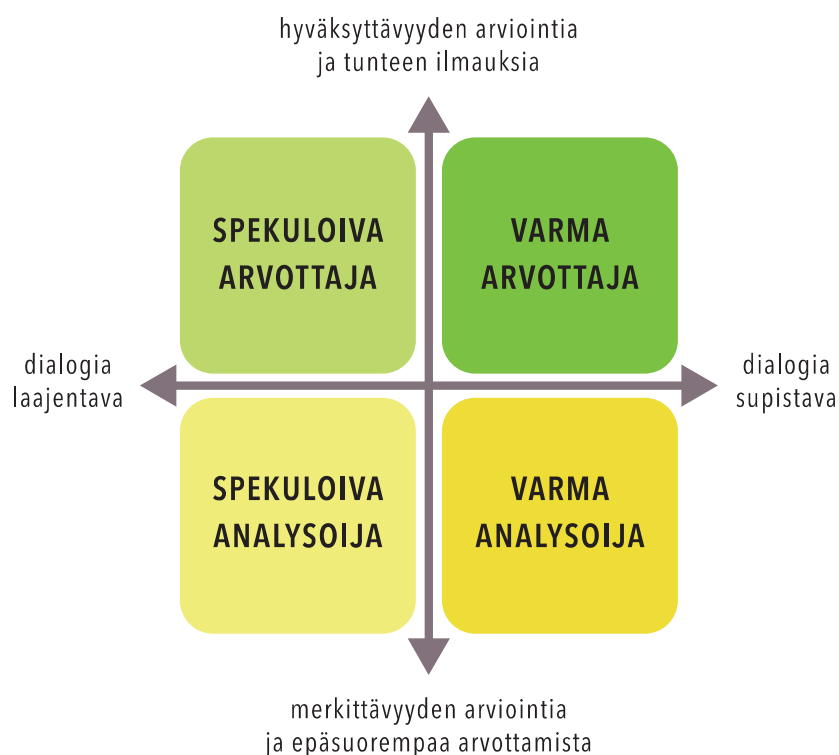 hyväksyttävyyden arviointia
ja tunteen ilmauksia
SPEKULOIVA
ARVOTTAJA
VARMA
ARVOTTAJA
dialogia
laajentava
dialogia
supistava
SPEKULOIVA
ANALYSOIJA
VARMA
ANALYSOIJA
merkittävyyden arviointia
ja epäsuorempaa arvottamista